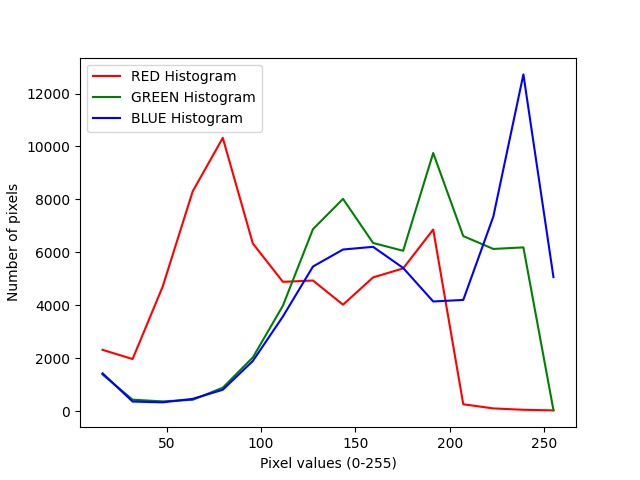 RED Histogram
GREEN Histogram
BLUE Histogram
12000
10000
8000
6000
4000
2000
0
Number of pixels
50 100 150 200 250
Pixel values (0-255)